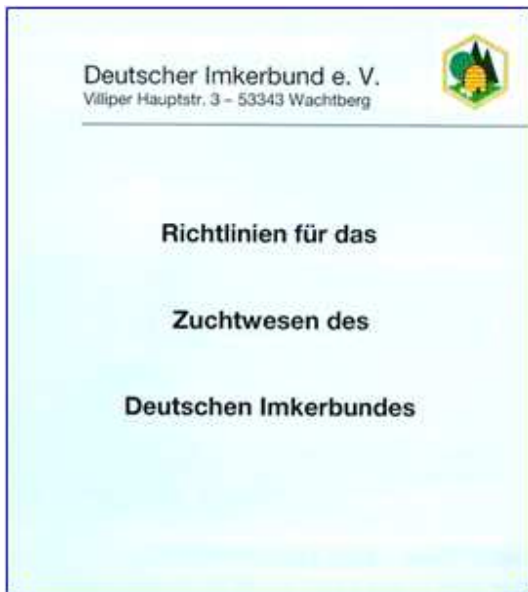 Deutscher Imkerbund e. V.
Villiper Hauptstr. 3 – 53343 Wachtberg
Richtlinien für das
Zuchtwesen des
Deutschen Imkerbundes